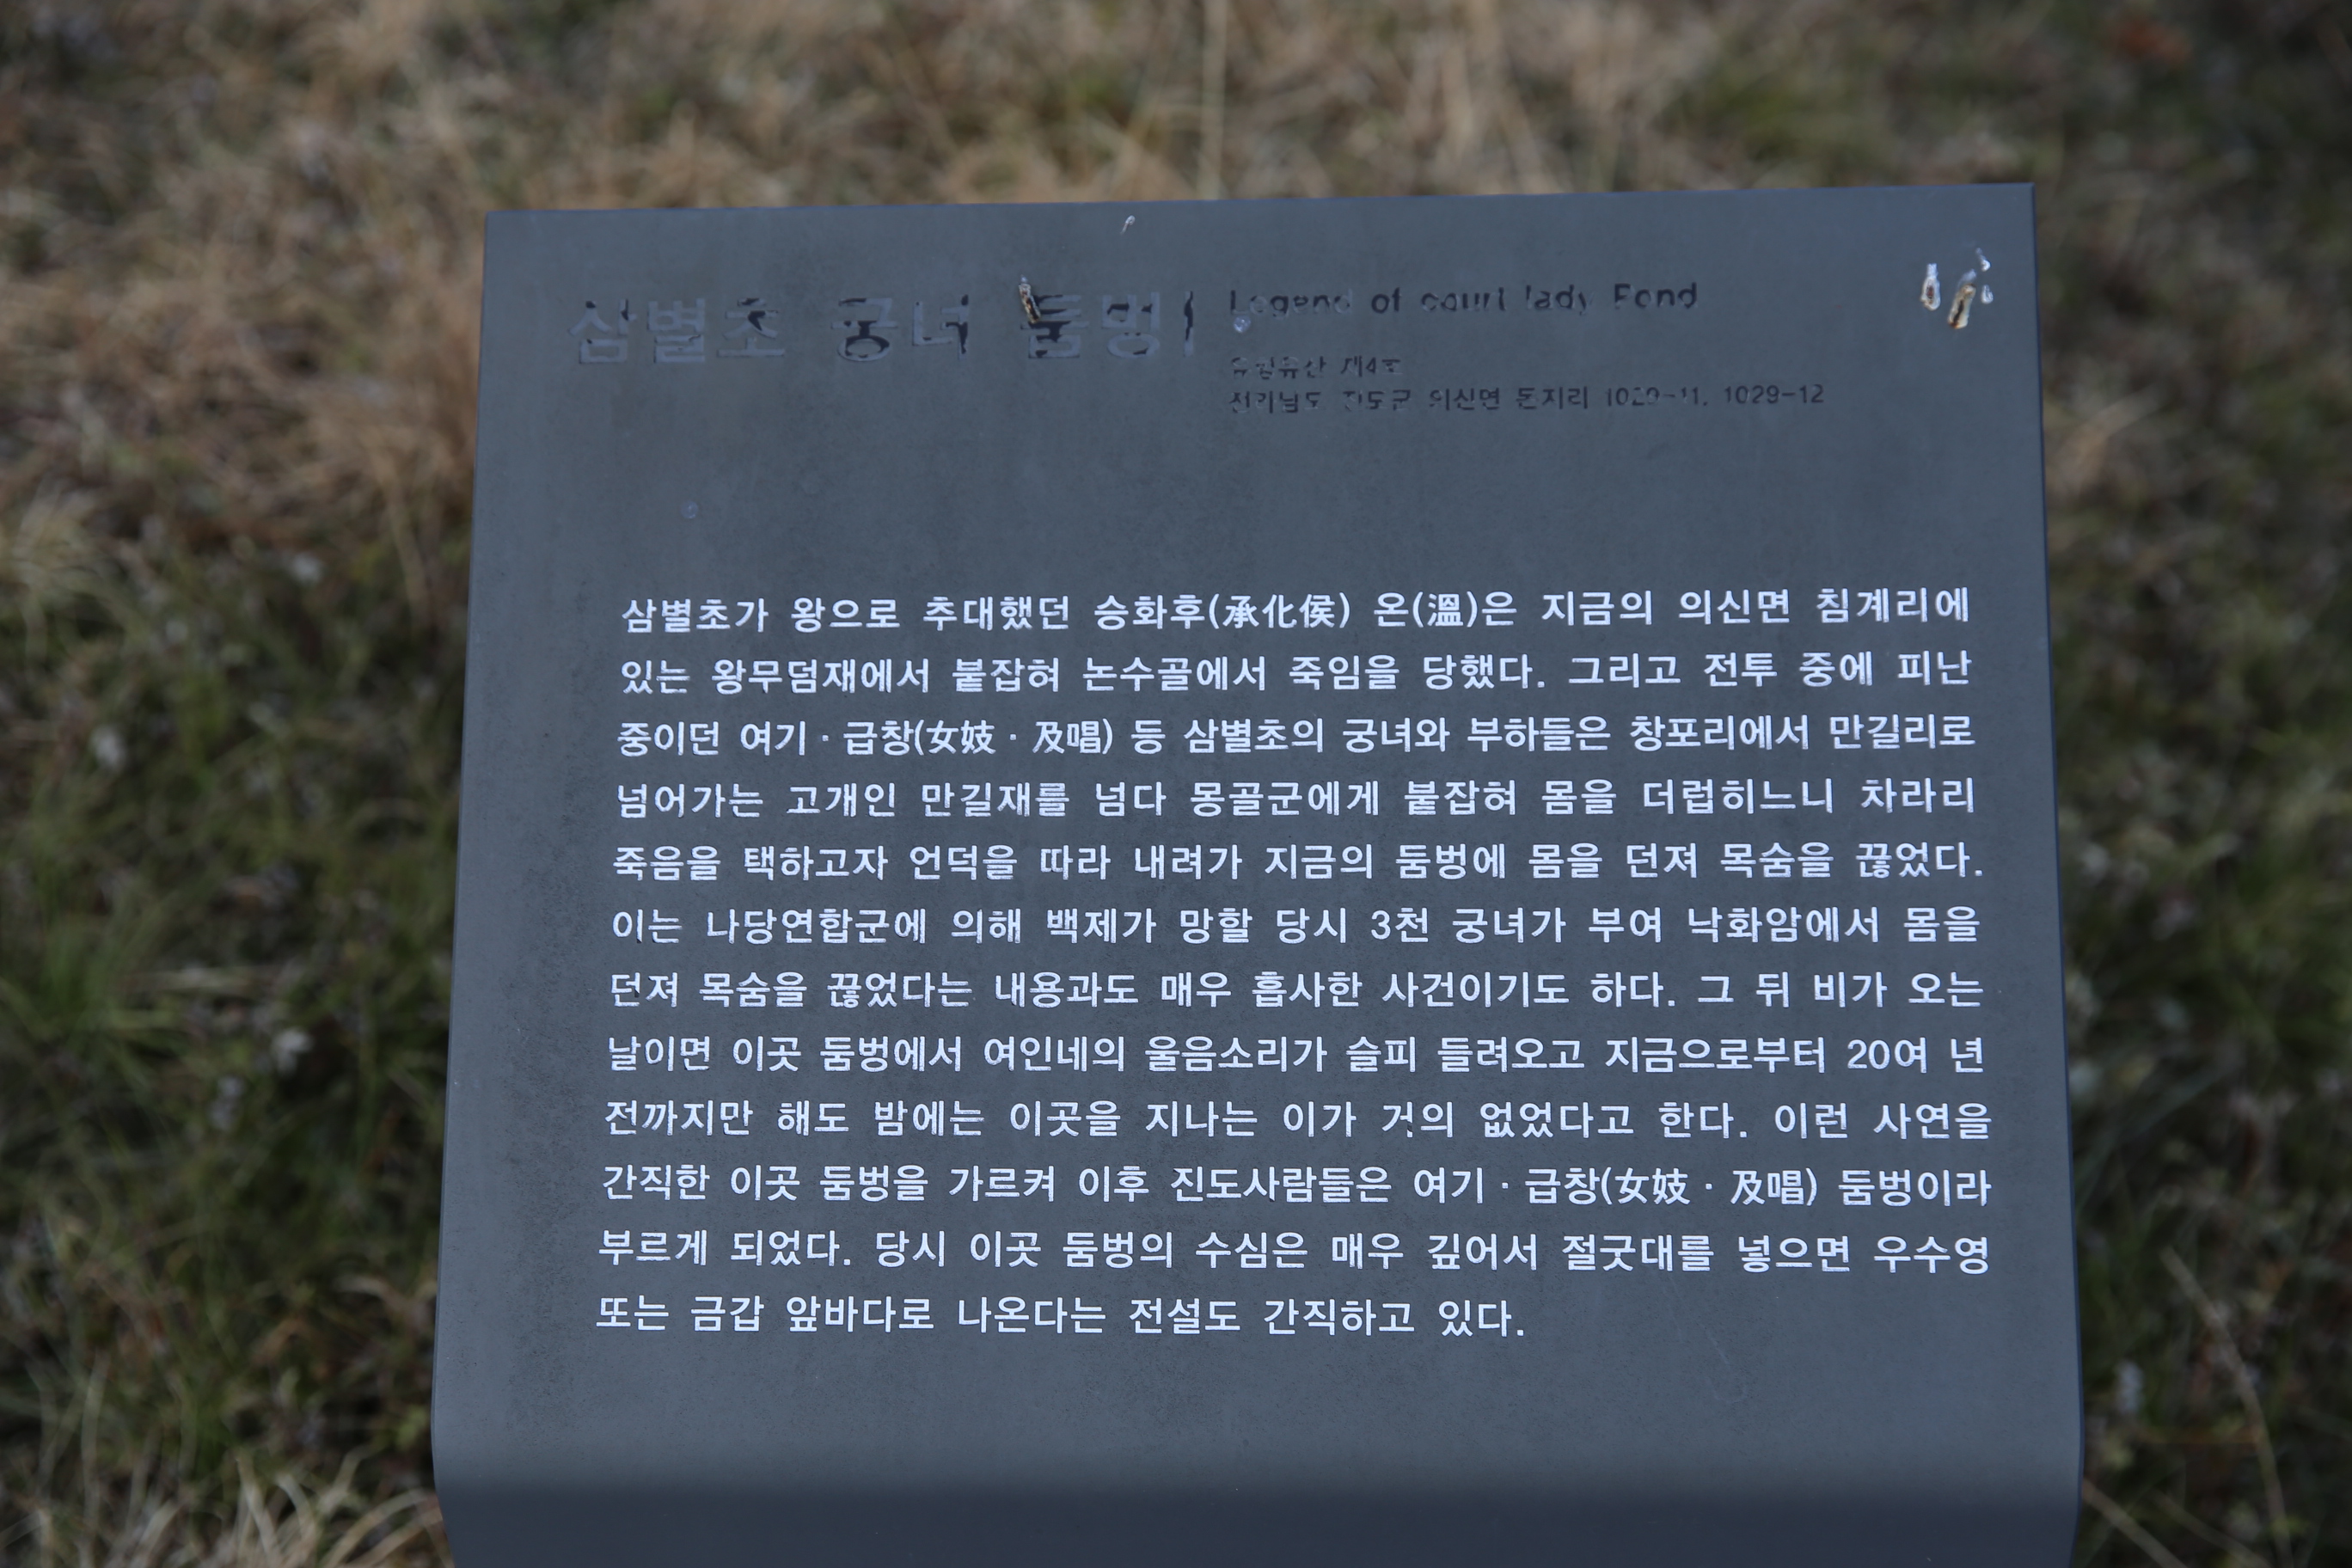 삼별초 궁녀 둠벙 Legend of court lady Pond
유형유산 제4호
전라남도 진도군 의신면 돈지리 1029-11, 1029-12
삼별초가 왕으로 추대했던 승화후(承化侯) 온(溫)은 지금의 의신면 침계리에
있는 왕무덤재에서 붙잡혀 논수골에서 죽임을 당했다. 그리고 전투 중에 피난
중이던 여기·급창(女妓·及唱) 등 삼별초의 궁녀와 부하들은 창포리에서 만길리로
넘어가는 고개인 만길재를 넘다 몽골군에게 붙잡혀 몸을 더럽히느니 차라리
죽음을 택하고자 언덕을 따라 내려가 지금의 둠벙에 몸을 던져 목숨을 끊었다.
이는 나당연합군에 의해 백제가 망할 당시 3천 궁녀가 부여 낙화암에서 몸을
던져 목숨을 끊었다는 내용과도 매우 흡사한 사건이기도 하다. 그 뒤 비가 오는
날이면 이곳 둠벙에서 여인네의 울음소리가 슬피 들려오고 지금으로부터 20여 년
전까지만 해도 밤에는 이곳을 지나는 이가 거의 없었다고 한다. 이런 사연을
간직한 이곳 둠벙을 가르켜 이후 진도사람들은 여기·급창(女妓·及唱) 둠벙이라
부르게 되었다. 당시 이곳 둠벙의 수심은 매우 깊어서 절굿대를 넣으면 우수영
또는 금갑 앞바다로 나온다는 전설도 간직하고 있다.